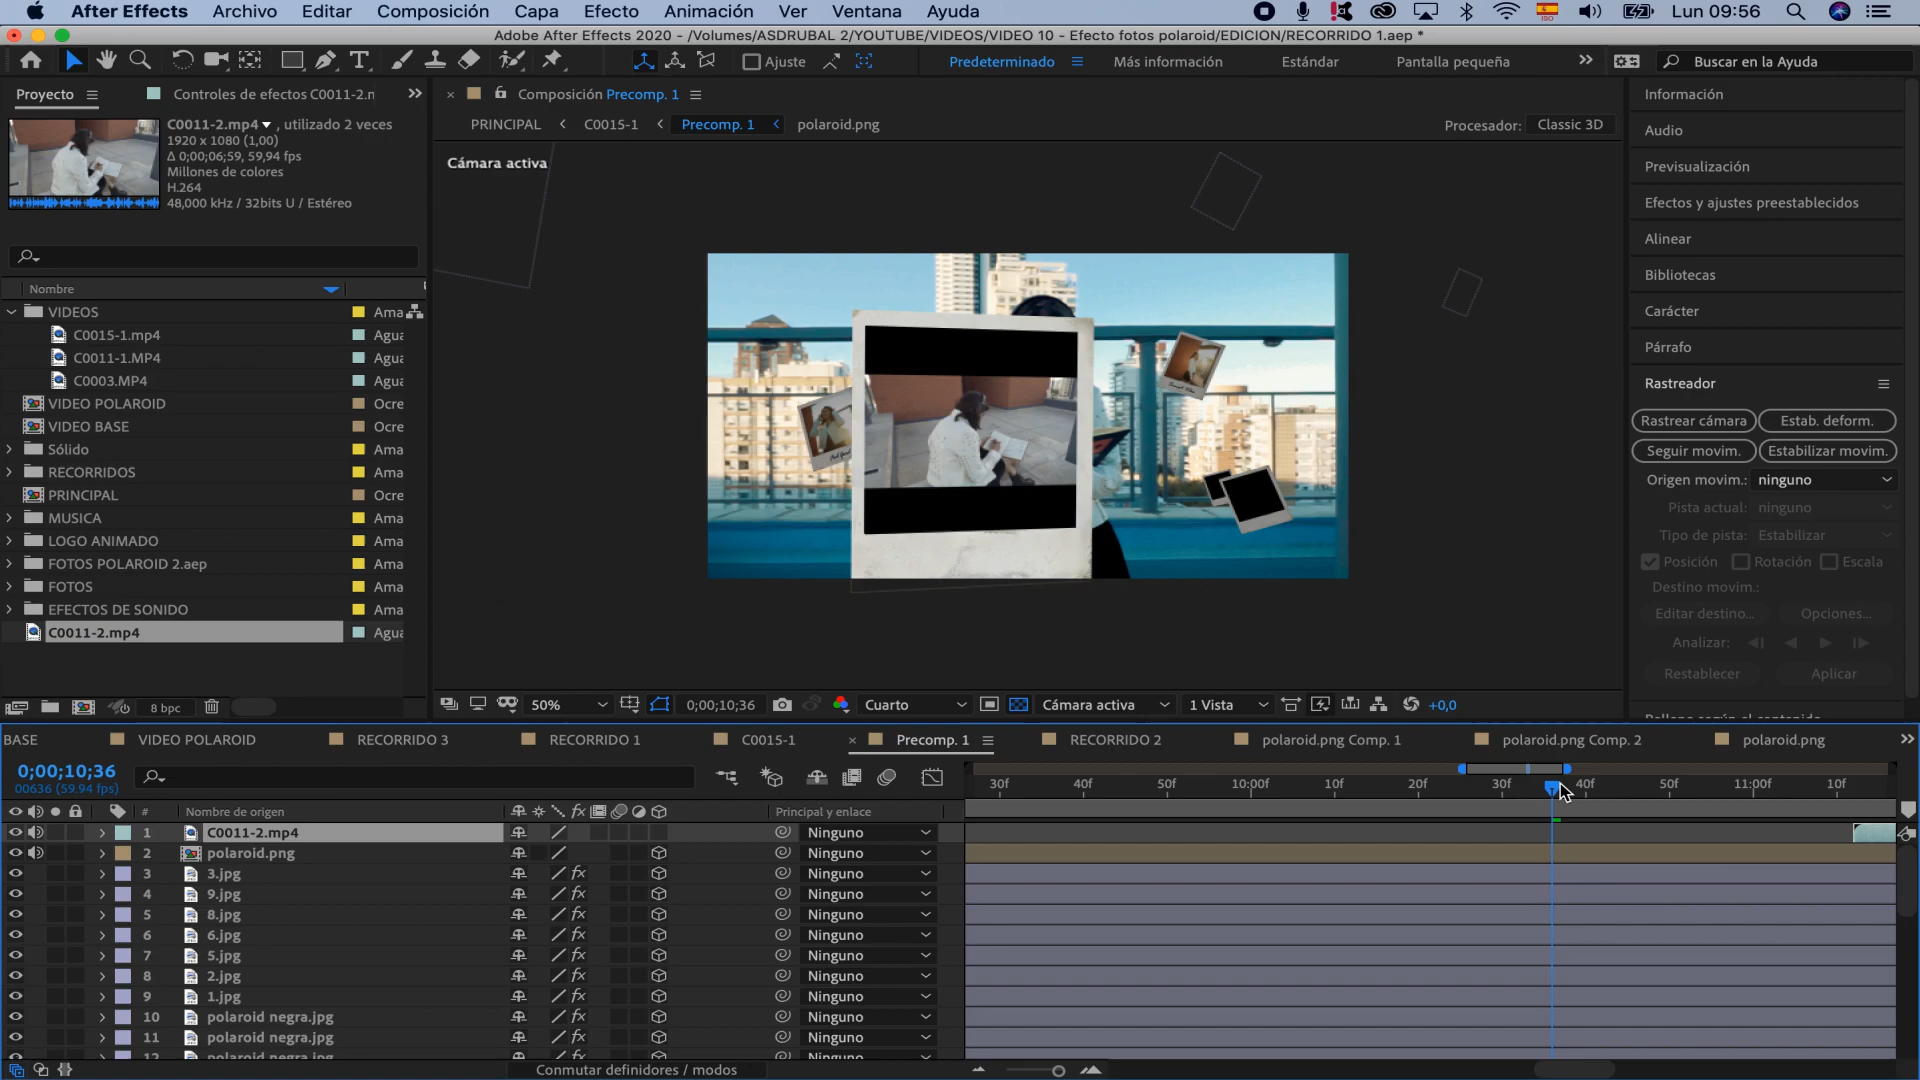 After Effects Archivo Editar Composición Capa Efecto Animación Ver Ventana Ayuda ISO Lun 09:56
Adobe After Effects 2020 - /Volumes/ASDRUBAL 2/YOUTUBE/VIDEOS/VIDEO 10 - Efecto fotos polaroid/EDICION/RECORRIDO 1.aep *
Ajuste Predeterminado Más información Estándar Pantalla pequeña Buscar en la Ayuda
Proyecto Controles de efectos C0011-2.n
C0011-2.mp4 , utilizado 2 veces
1920 x 1080 (1,00)
Δ 0;00;06;59, 59,94 fps
Millones de colores
H.264
48,000 kHz / 32bits U / Estéreo
Nombre
VIDEOS Ama
C0015-1.mp4 Agua
C0011-1.MP4 Agua
C0003.MP4 Agua
VIDEO POLAROID Ocre
VIDEO BASE Ocre
Sólido Ama
RECORRIDOS Ama
PRINCIPAL Ocre
MUSICA Ama
LOGO ANIMADO Ama
FOTOS POLAROID 2.aep Ama
FOTOS Ama
EFECTOS DE SONIDO Ama
C0011-2.mp4 Agua
8 bpc
Composición Precomp. 1
PRINCIPAL C0015-1 Precomp. 1 polaroid.png
Procesador: Classic 3D
Cámara activa
50% 0;00;10;36 Cuarto Cámara activa 1 Vista +0,0
Información
Audio
Previsualización
Efectos y ajustes preestablecidos
Alinear
Bibliotecas
Carácter
Párrafo
Rastreador
Rastrear cámara Estab. deform.
Seguir movim. Estabilizar movim.
Origen movim.: ninguno
Pista actual: ninguno
Tipo de pista: Estabilizar
Posición Rotación Escala
Destino movim.:
Editar destino... Opciones...
Analizar:
Restablecer Aplicar
BASE VIDEO POLAROID RECORRIDO 3 RECORRIDO 1 C0015-1 Precomp. 1 RECORRIDO 2 polaroid.png Comp. 1 polaroid.png Comp. 2 polaroid.png
0;00;10;36
00636 (59.94 fps)
30f 40f 50f 10:00f 10f 20f 30f 40f 50f 11:00f 10f
# Nombre de origen fx Principal y enlace
1 C0011-2.mp4 Ninguno
2 polaroid.png Ninguno
3 3.jpg fx Ninguno
4 9.jpg fx Ninguno
5 8.jpg fx Ninguno
6 6.jpg fx Ninguno
7 5.jpg fx Ninguno
8 2.jpg fx Ninguno
9 1.jpg fx Ninguno
10 polaroid negra.jpg Ninguno
11 polaroid negra.jpg Ninguno
12 polaroid negra.jpg Ninguno
Conmutar definidores / modos